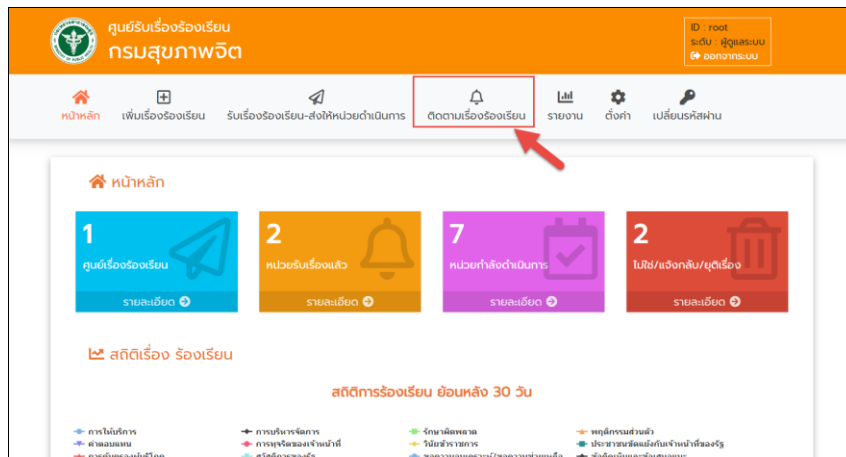 ศูนย์รับเรื่องร้องเรียน
กรมสุขภาพจิต
ID : root
ระดับ : ผู้ดูแลระบบ
ออกจากระบบ
หน้าหลัก เพิ่มเรื่องร้องเรียน รับเรื่องร้องเรียน-ส่งให้หน่วยดำเนินการ ติดตามเรื่องร้องเรียน รายงาน ตั้งค่า เปลี่ยนรหัสผ่าน
หน้าหลัก
1 2 7 2
ศูนย์เรื่องร้องเรียน หน่วยรับเรื่องแล้ว หน่วยกำลังดำเนินการ ไม่ใช่/แจ้งกลับ/ยุติเรื่อง
รายละเอียด รายละเอียด รายละเอียด รายละเอียด
สถิติเรื่อง ร้องเรียน
สถิติการร้องเรียน ย้อนหลัง 30 วัน
การให้บริการ การบริหารจัดการ รักษาผิดพลาด พฤติกรรมส่วนตัว
ค่าตอบแทน การทุจริตของเจ้าหน้าที่ วินัยข้าราชการ ประชาชนขัดแย้งกับเจ้าหน้าที่ของรัฐ